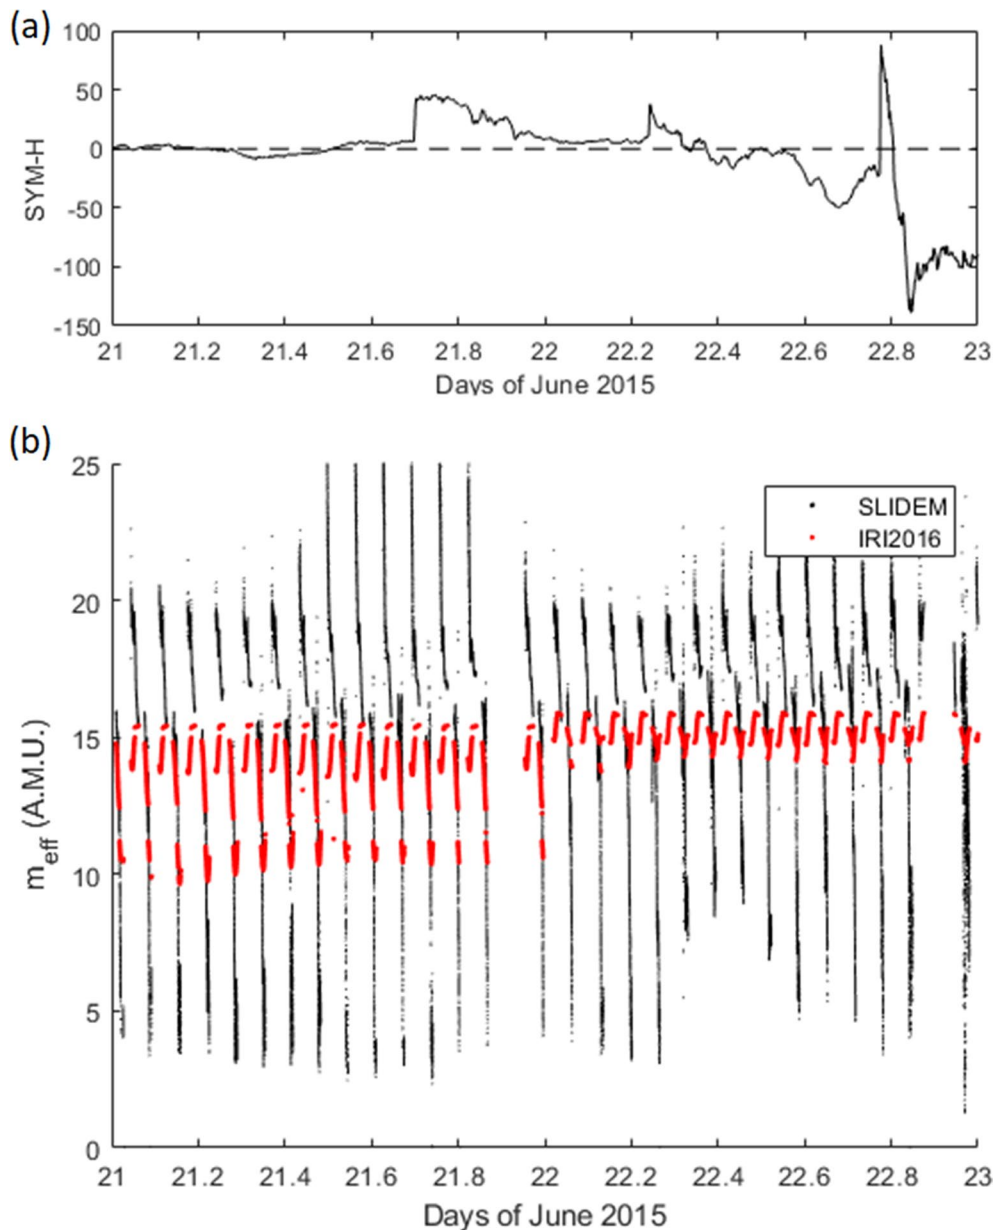 (a)
100
50
0
-50
-100
-150
SYM-H
21 21.2 21.4 21.6 21.8 22 22.2 22.4 22.6 22.8 23
Days of June 2015
(b)
25
20
15
10
5
0
m_eff (A.M.U.)
SLIDEM
IRI2016
21 21.2 21.4 21.6 21.8 22 22.2 22.4 22.6 22.8 23
Days of June 2015